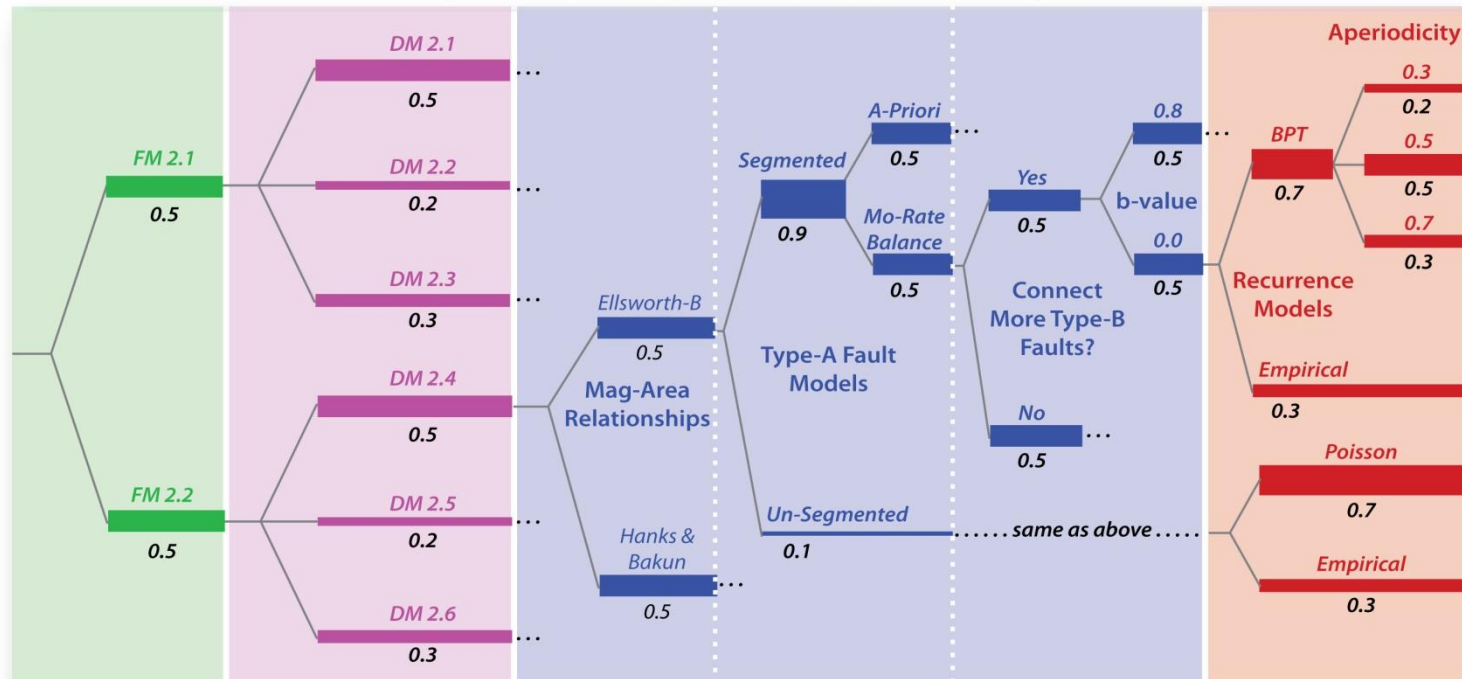 FM 2.1
0.5
FM 2.2
0.5
DM 2.1
...
0.5
DM 2.2
...
0.2
DM 2.3
...
0.3
DM 2.4
0.5
DM 2.5
...
0.2
DM 2.6
...
0.3
Ellsworth-B
0.5
Mag-Area
Relationships
Hanks &
Bakun
...
0.5
Segmented
0.9
A-Priori
...
0.5
Mo-Rate
Balance
0.5
Type-A Fault
Models
Un-Segmented
0.1
..... same as above .....
Yes
0.5
0.8
...
0.5
b-value
0.0
0.5
Connect
More Type-B
Faults?
No
...
0.5
Aperiodicity
BPT
0.7
0.3
0.2
0.5
0.5
0.7
0.3
Recurrence
Models
Empirical
0.3
Poisson
0.7
Empirical
0.3